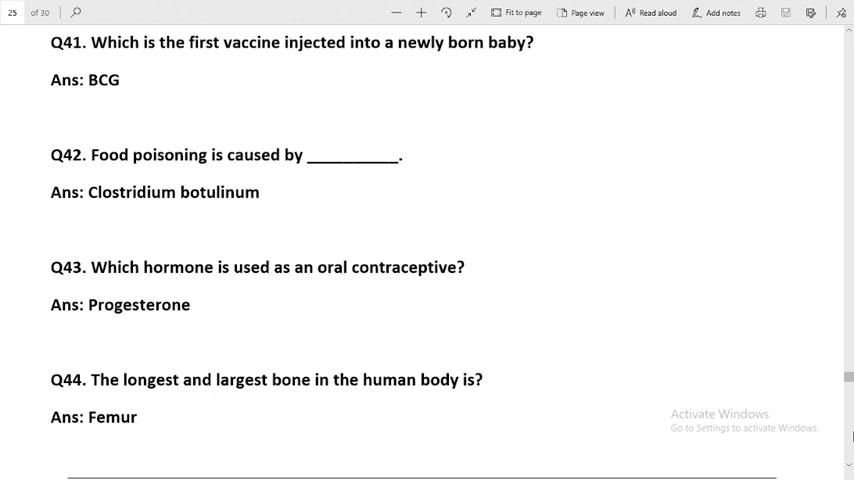 25 of 30 Fit to page Page view Read aloud Add notes
Q41. Which is the first vaccine injected into a newly born baby?
Ans: BCG
Q42. Food poisoning is caused by __________.
Ans: Clostridium botulinum
Q43. Which hormone is used as an oral contraceptive?
Ans: Progesterone
Q44. The longest and largest bone in the human body is?
Ans: Femur
Activate Windows
Go to Settings to activate Windows.